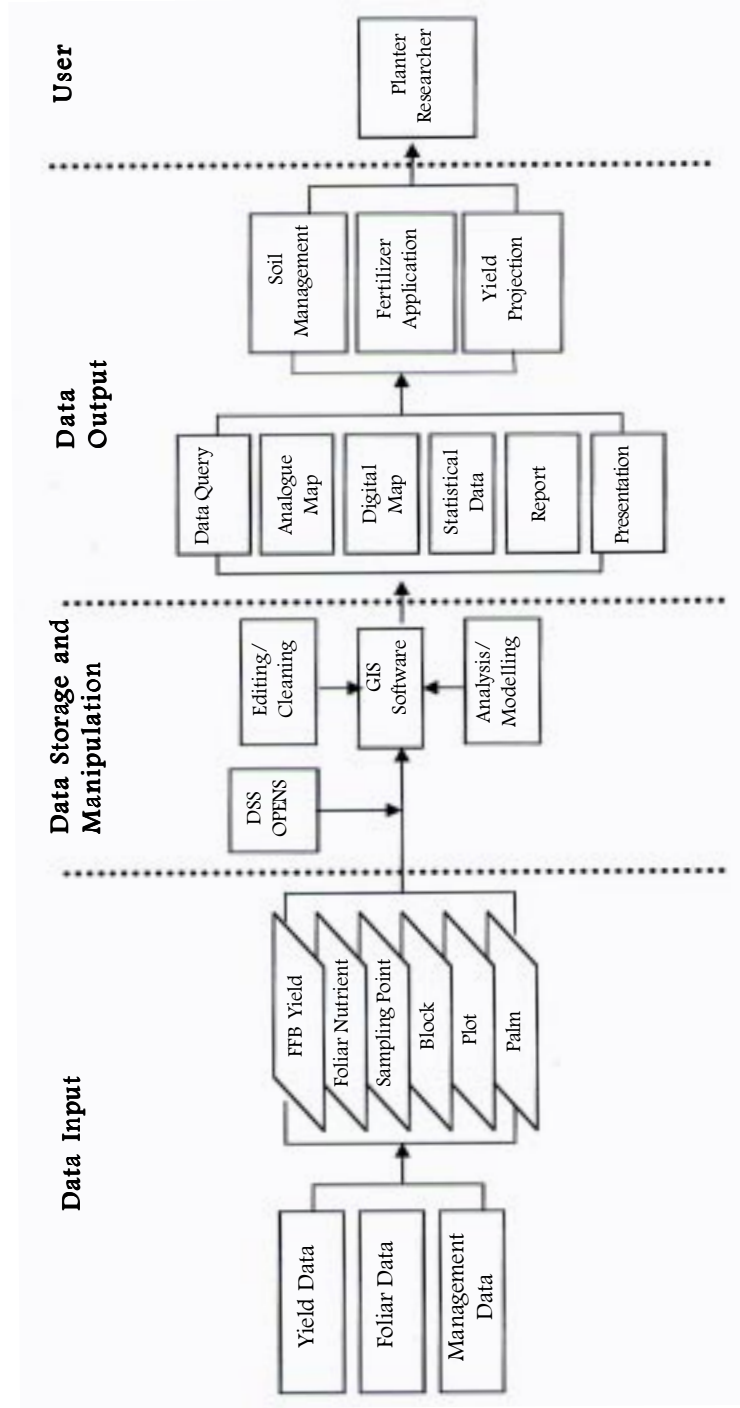 Data Input
Data Storage and
Manipulation
Data
Output
User
Yield Data
Foliar Data
Management
Data
FFB Yield
Foliar Nutrient
Sampling Point
Block
Plot
Palm
DSS
OPENS
Editing/
Cleaning
GIS
Software
Analysis/
Modelling
Data Query
Analogue
Map
Digital
Map
Statistical
Data
Report
Presentation
Soil
Management
Fertilizer
Application
Yield
Projection
Planter
Researcher